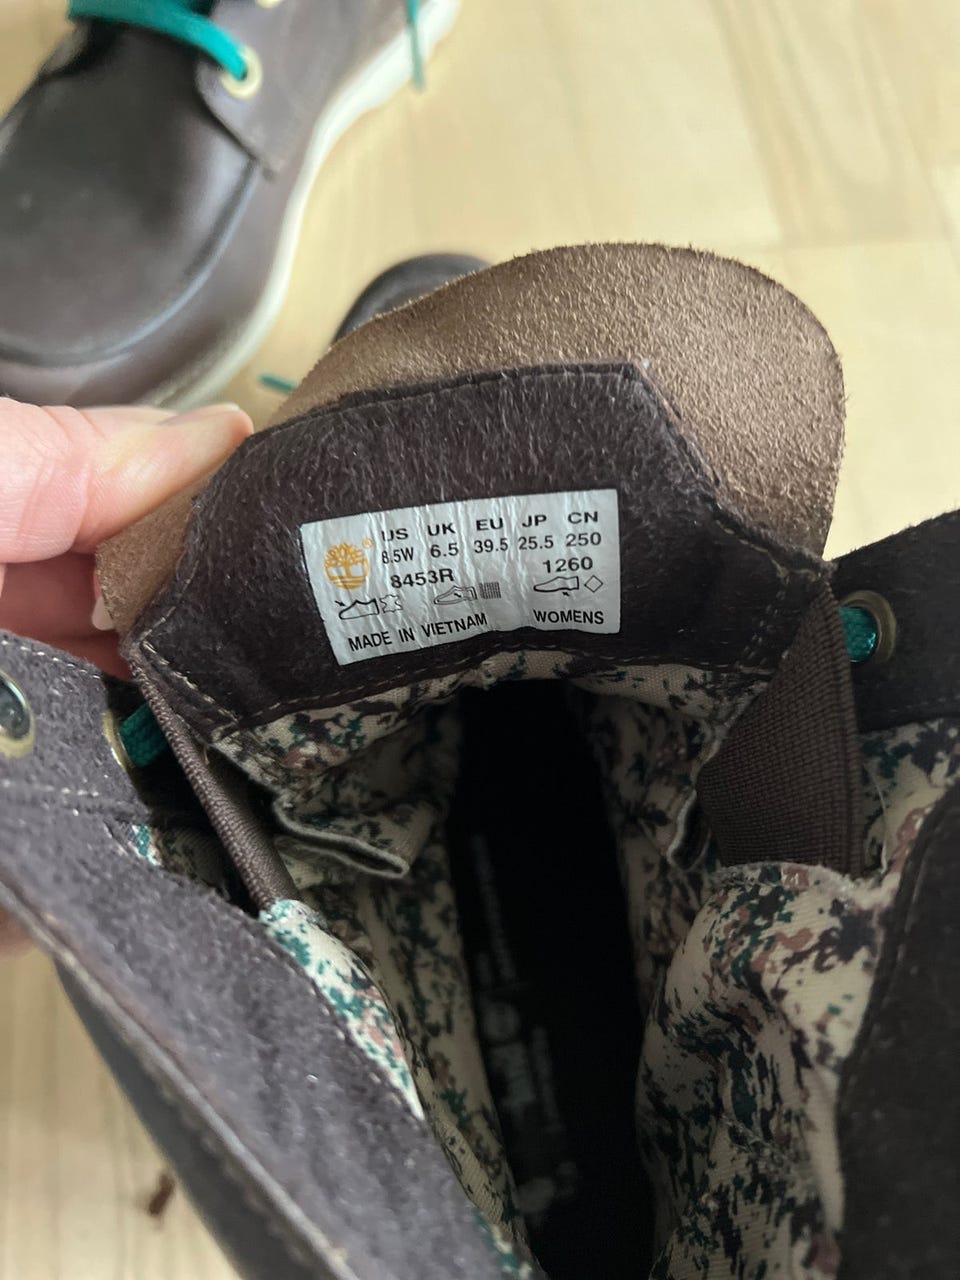 US UK EU JP CN
8.5W 6.5 39.5 25.5 250
8453R 1260
MADE IN VIETNAM WOMENS